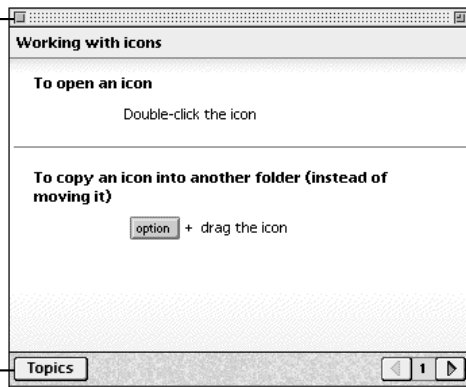 Working with icons
To open an icon
Double-click the icon
To copy an icon into another folder (instead of
moving it)
option + drag the icon
Topics 1